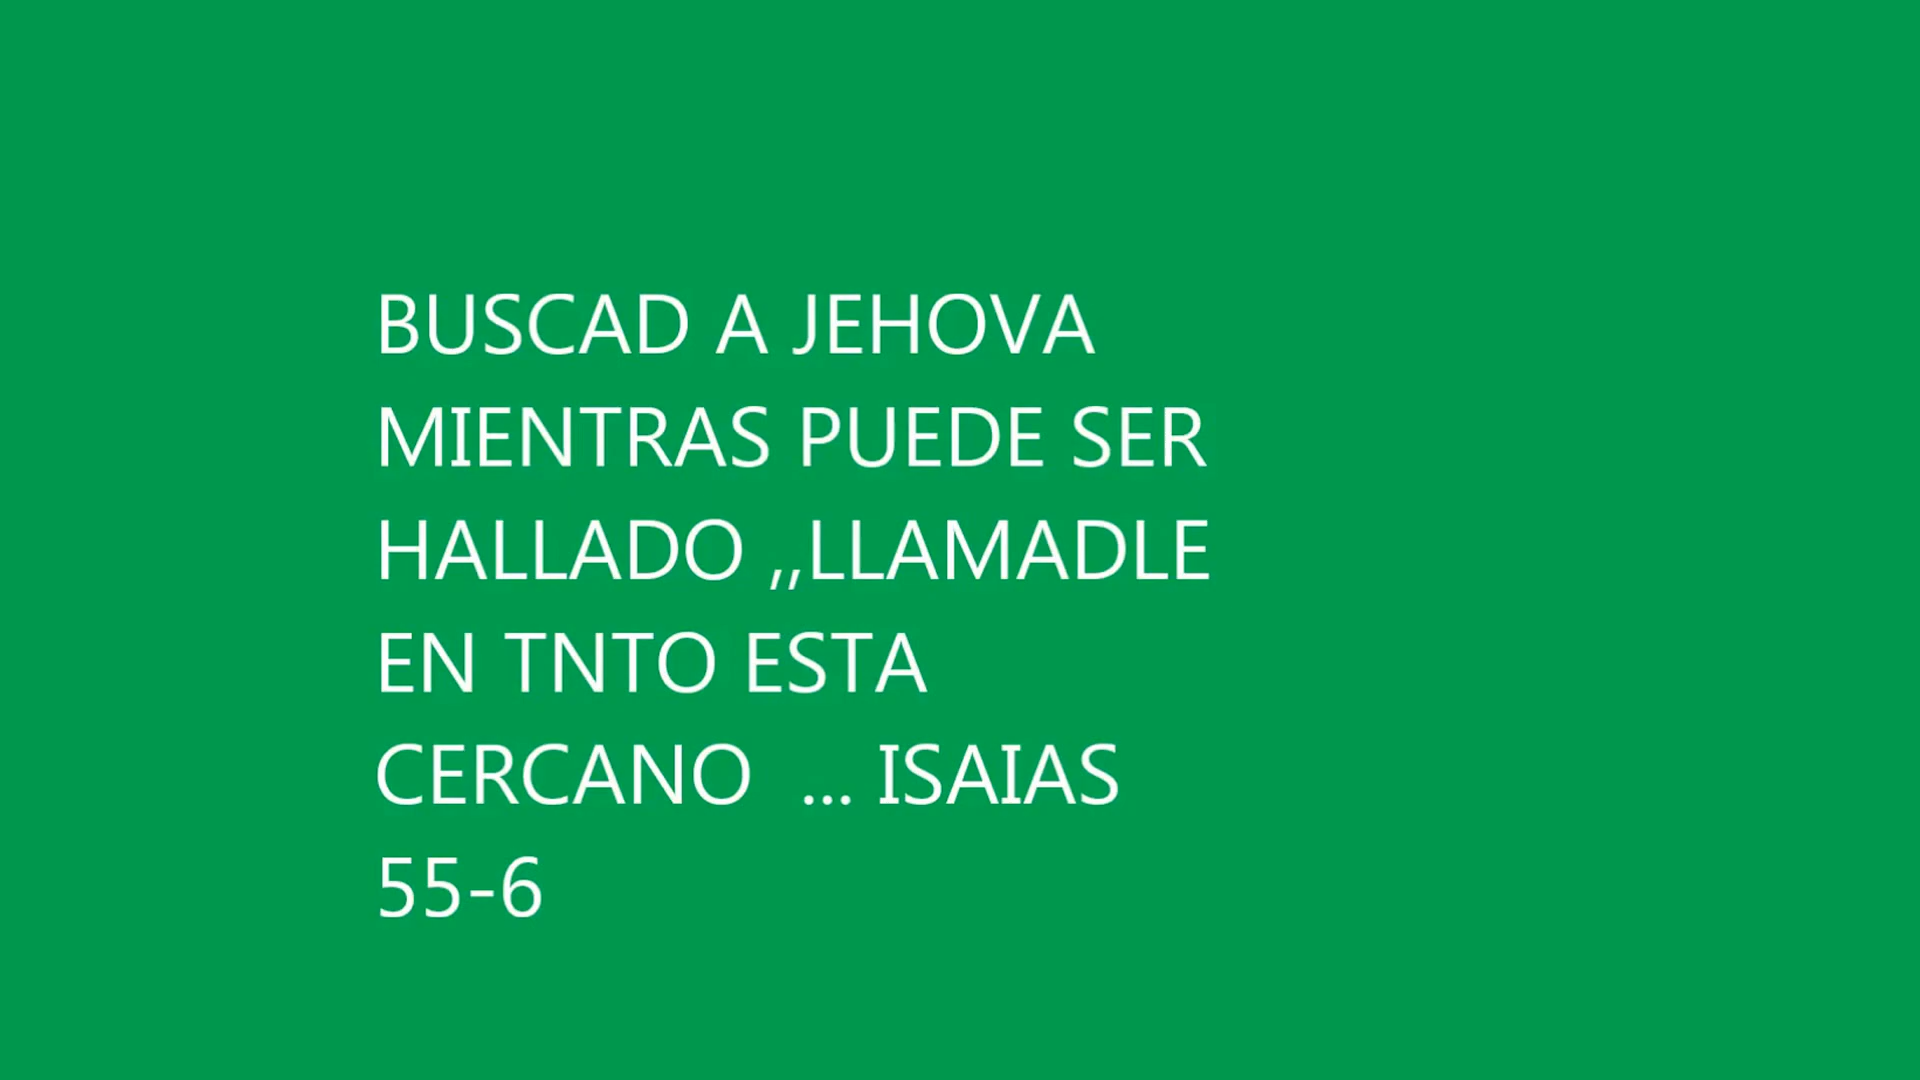 BUSCAD A JEHOVA
MIENTRAS PUEDE SER
HALLADO ,,LLAMADLE
EN TNTO ESTA
CERCANO  ... ISAIAS
55-6